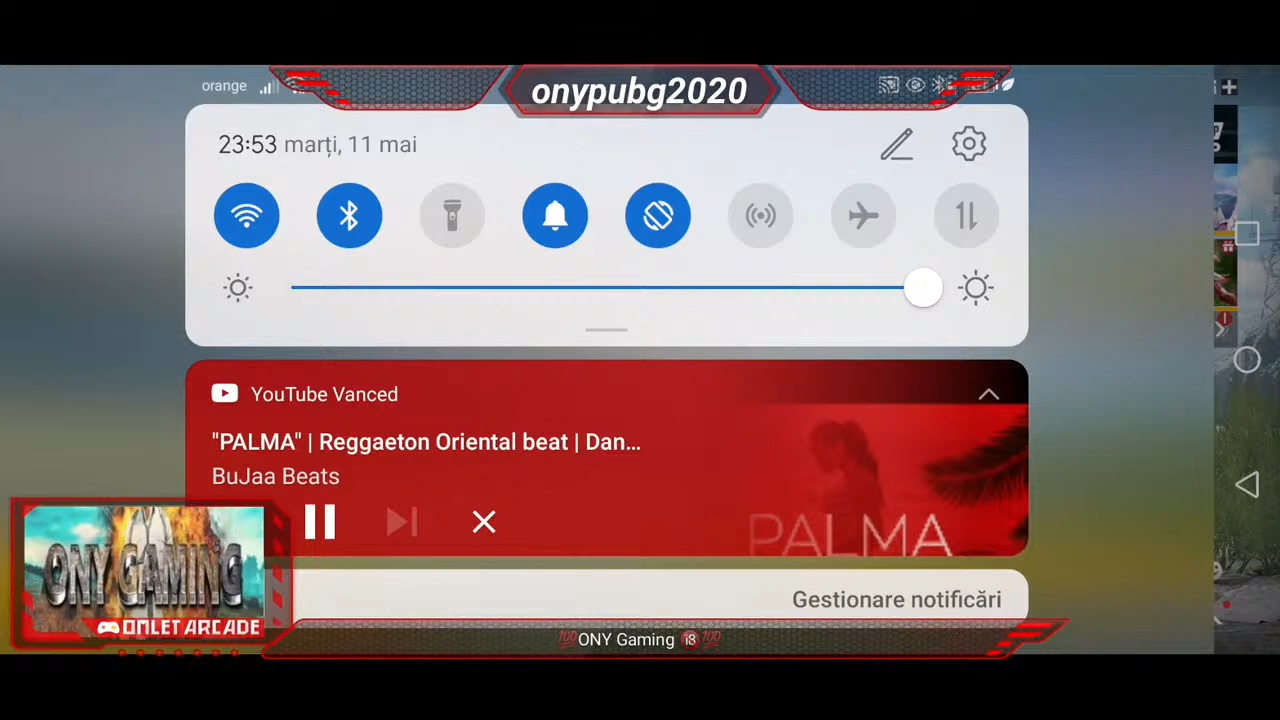 onypubg2020
orange
23:53 marți, 11 mai
YouTube Vanced
"PALMA" | Reggaeton Oriental beat | Dan...
BuJaa Beats
PALMA
ONY GAMING
OMLET ARCADE
Gestionare notificări
💯ONY Gaming 🔞💯